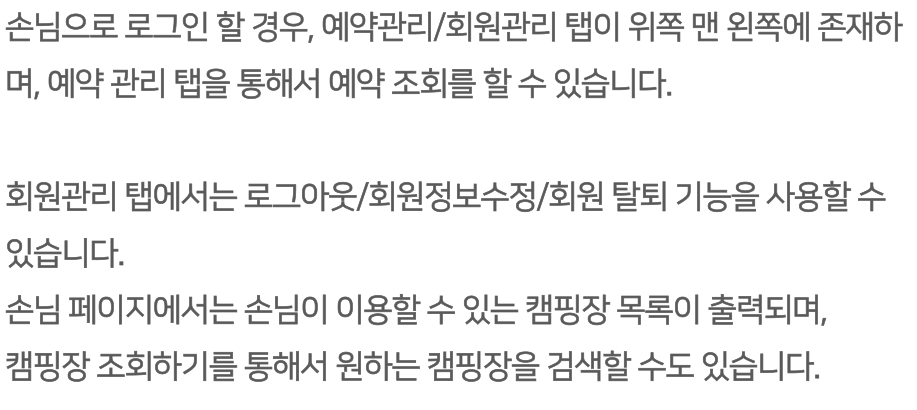 손님으로 로그인 할 경우, 예약관리/회원관리 탭이 위쪽 맨 왼쪽에 존재하
며, 예약 관리 탭을 통해서 예약 조회를 할 수 있습니다.
회원관리 탭에서는 로그아웃/회원정보수정/회원 탈퇴 기능을 사용할 수
있습니다.
손님 페이지에서는 손님이 이용할 수 있는 캠핑장 목록이 출력되며,
캠핑장 조회하기를 통해서 원하는 캠핑장을 검색할 수도 있습니다.